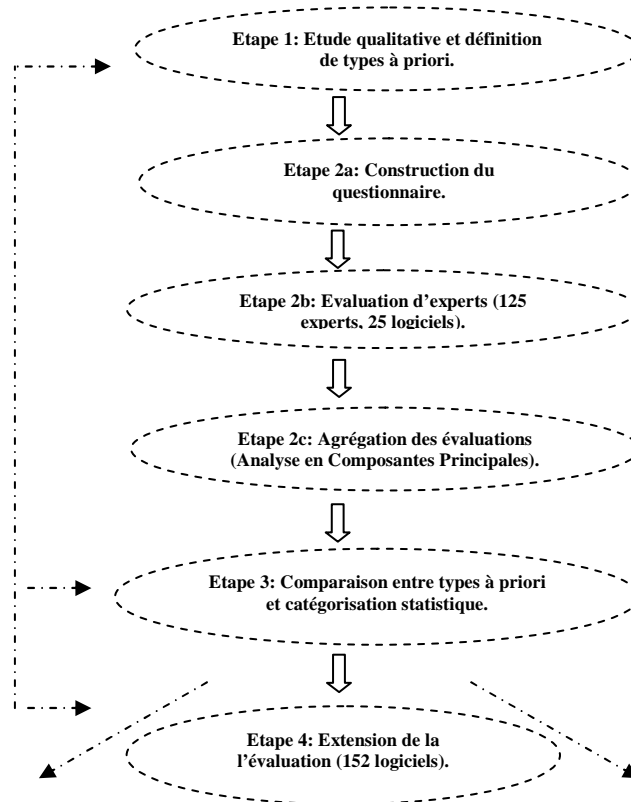 Etape 1: Etude qualitative et définition
de types à priori.
Etape 2a: Construction du
questionnaire.
Etape 2b: Evaluation d'experts (125
experts, 25 logiciels).
Etape 2c: Agrégation des évaluations
(Analyse en Composantes Principales).
Etape 3: Comparaison entre types à priori
et catégorisation statistique.
Etape 4: Extension de la
l'évaluation (152 logiciels).